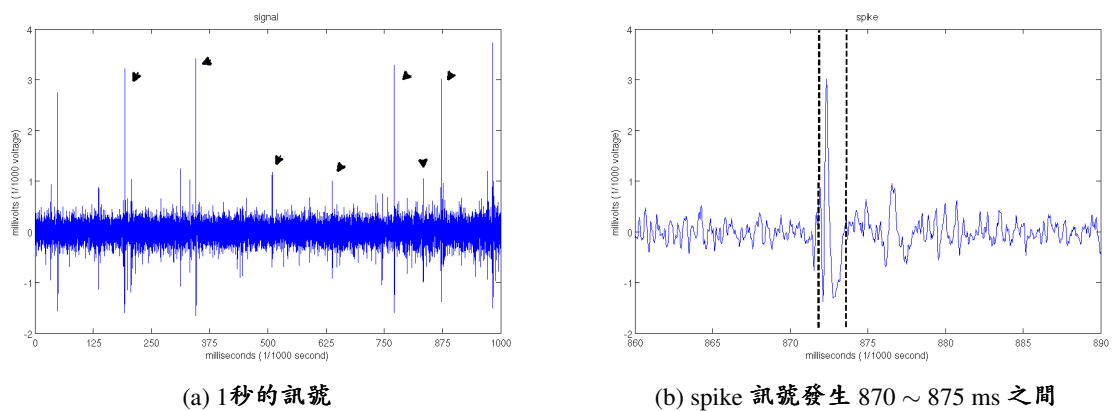 signal
4
3
2
1
0
-1
-2
millivolts (1/1000 voltage)
0 125 250 375 500 625 750 875 1000
milliseconds (1/1000 second)
(a) 1秒的訊號
spike
4
3
2
1
0
-1
-2
millivolts (1/1000 voltage)
860 865 870 875 880 885 890
milliseconds (1/1000 second)
(b) spike 訊號發生 870 ∼ 875 ms 之間